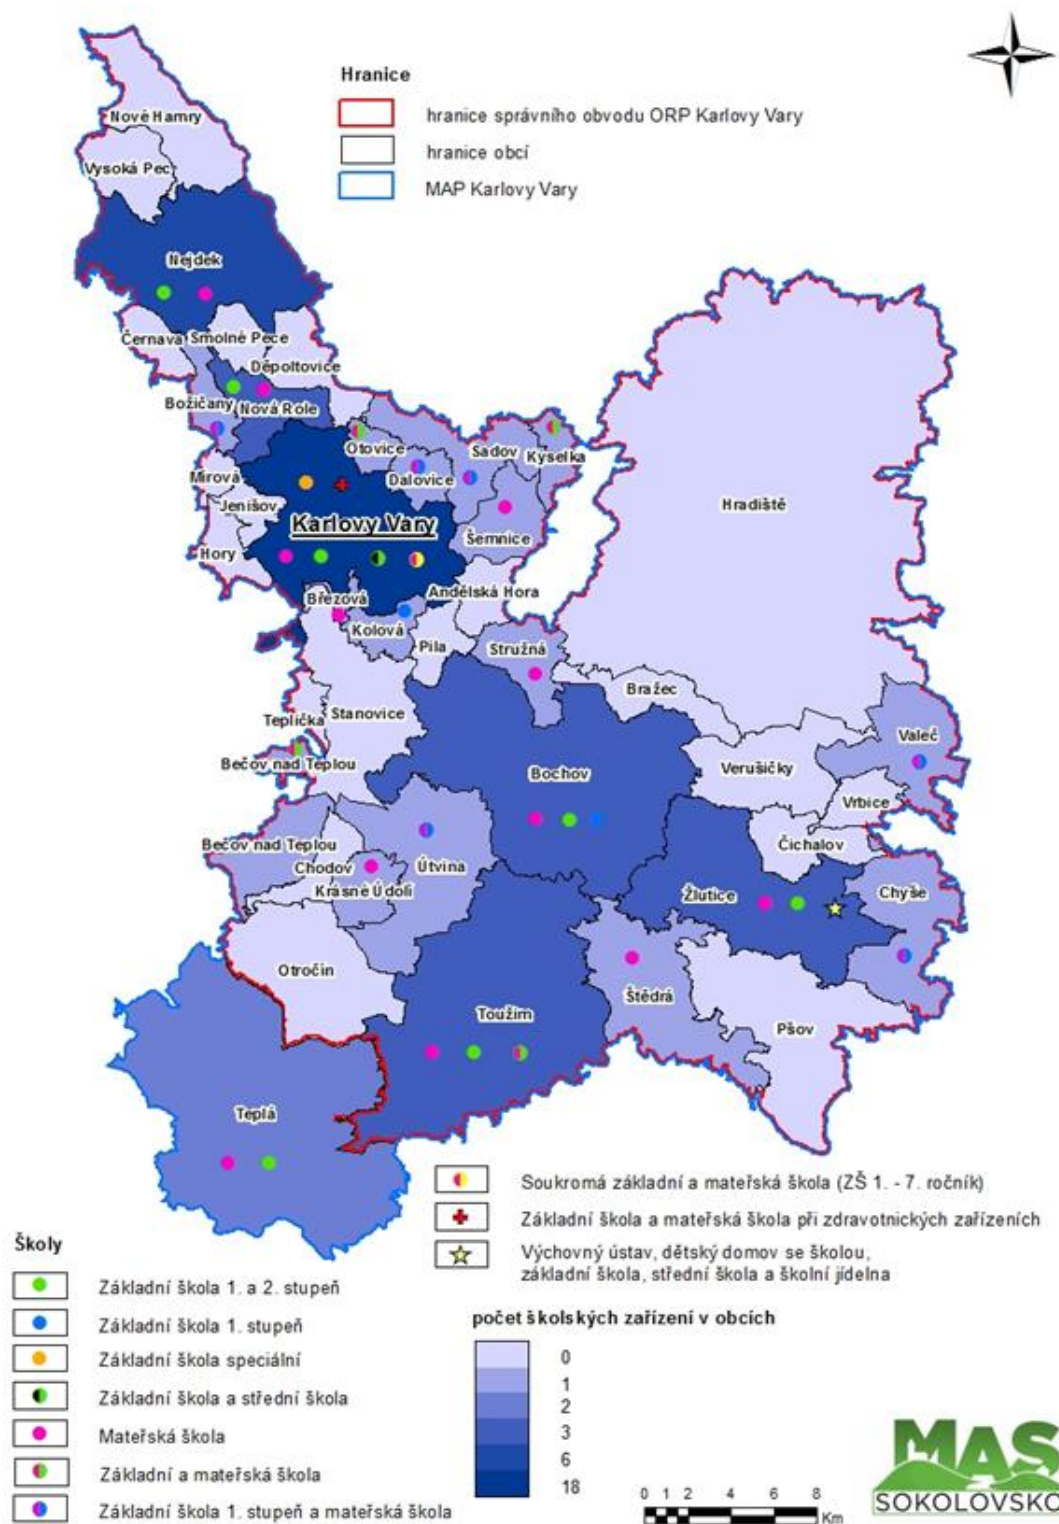 Hranice
hranice správního obvodu ORP Karlovy Vary
hranice obcí
MAP Karlovy Vary
Nové Hamry
Vysoká Pec
Nejdek
Černava
Smolné Pece
Děpoltovice
Božičany
Nová Role
Otovice
Sadov
Kyselka
Mírová
Dalovice
Jenišov
Hradiště
Karlovy Vary
Šemnice
Hory
Andělská Hora
Březová
Kolová
Pila
Stružná
Bražec
Teplička
Stanovice
Valeč
Bečov nad Teplou
Bochov
Verušičky
Vrbice
Bečov nad Teplou
Čichalov
Chodov
Útvina
Krásné Údolí
Žlutice
Chyše
Otročín
Štědrá
Toužim
Pšov
Teplá
Soukromá základní a mateřská škola (ZŠ 1. - 7. ročník)
Základní škola a mateřská škola při zdravotnických zařízeních
Výchovný ústav, dětský domov se školou,
základní škola, střední škola a školní jídelna
Školy
Základní škola 1. a 2. stupeň
Základní škola 1. stupeň
Základní škola speciální
Základní škola a střední škola
Mateřská škola
Základní a mateřská škola
Základní škola 1. stupeň a mateřská škola
počet školských zařízení v obcích
0
1
2
3
6
18
0 1 2 4 6 8
Km
MAS
SOKOLOVSKO